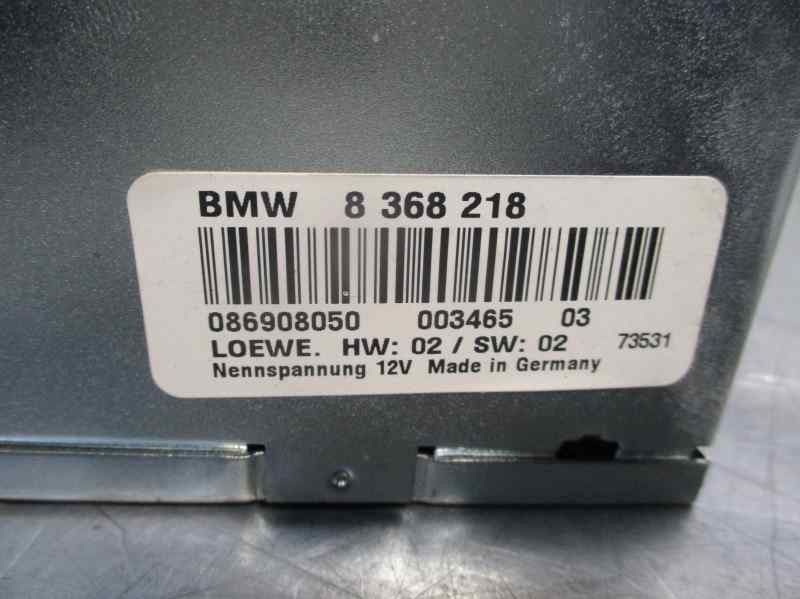 BMW 8 368 218
086908050 003465 03
LOEWE. HW: 02 / SW: 02 73531
Nennspannung 12V Made in Germany